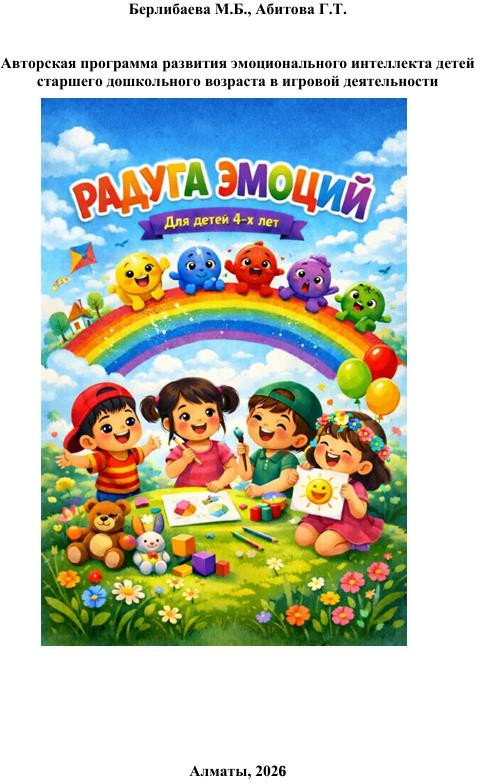 Берлибаева М.Б., Абитова Г.Т.
Авторская программа развития эмоционального интеллекта детей
старшего дошкольного возраста в игровой деятельности
РАДУГА ЭМОЦИЙ
Для детей 4-х лет
Алматы, 2026